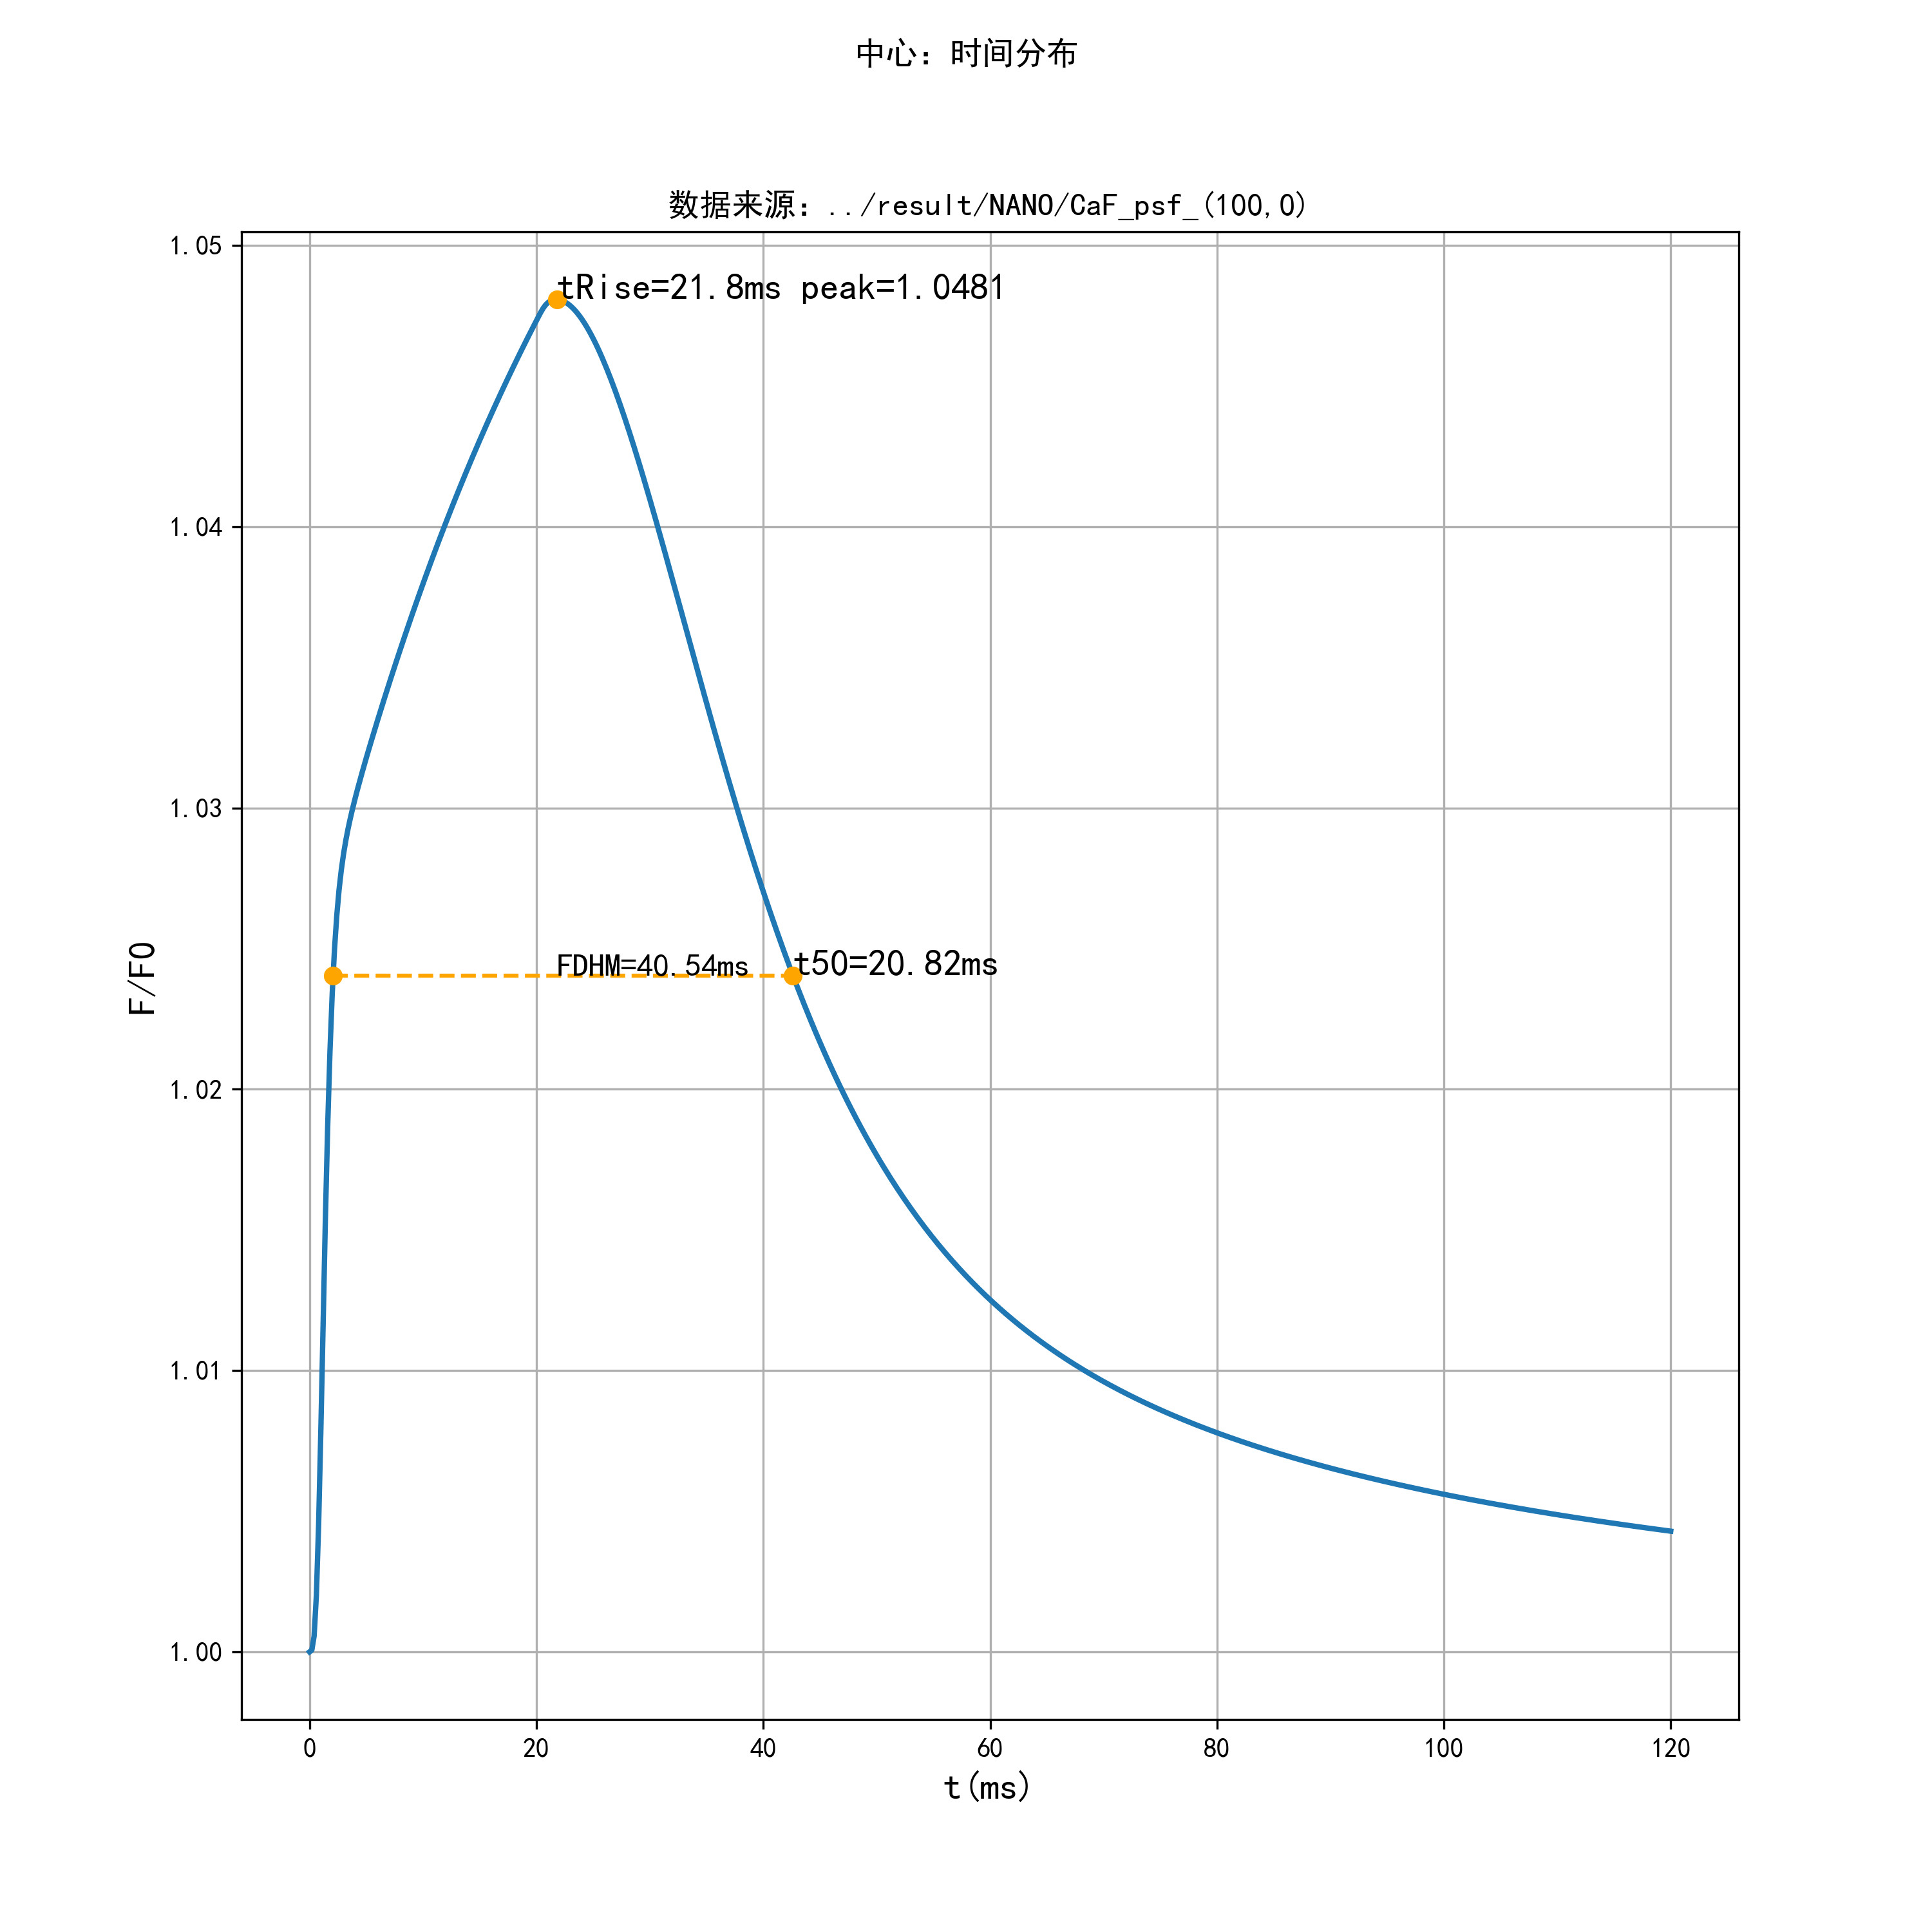 中心：时间分布
数据来源：../result/NANO/CaF_psf_(100,0)
1.05
tRise=21.8ms peak=1.0481
1.04
1.03
FDHM=40.54ms
t50=20.82ms
F/F0
1.02
1.01
1.00
0 20 40 60 80 100 120
t(ms)